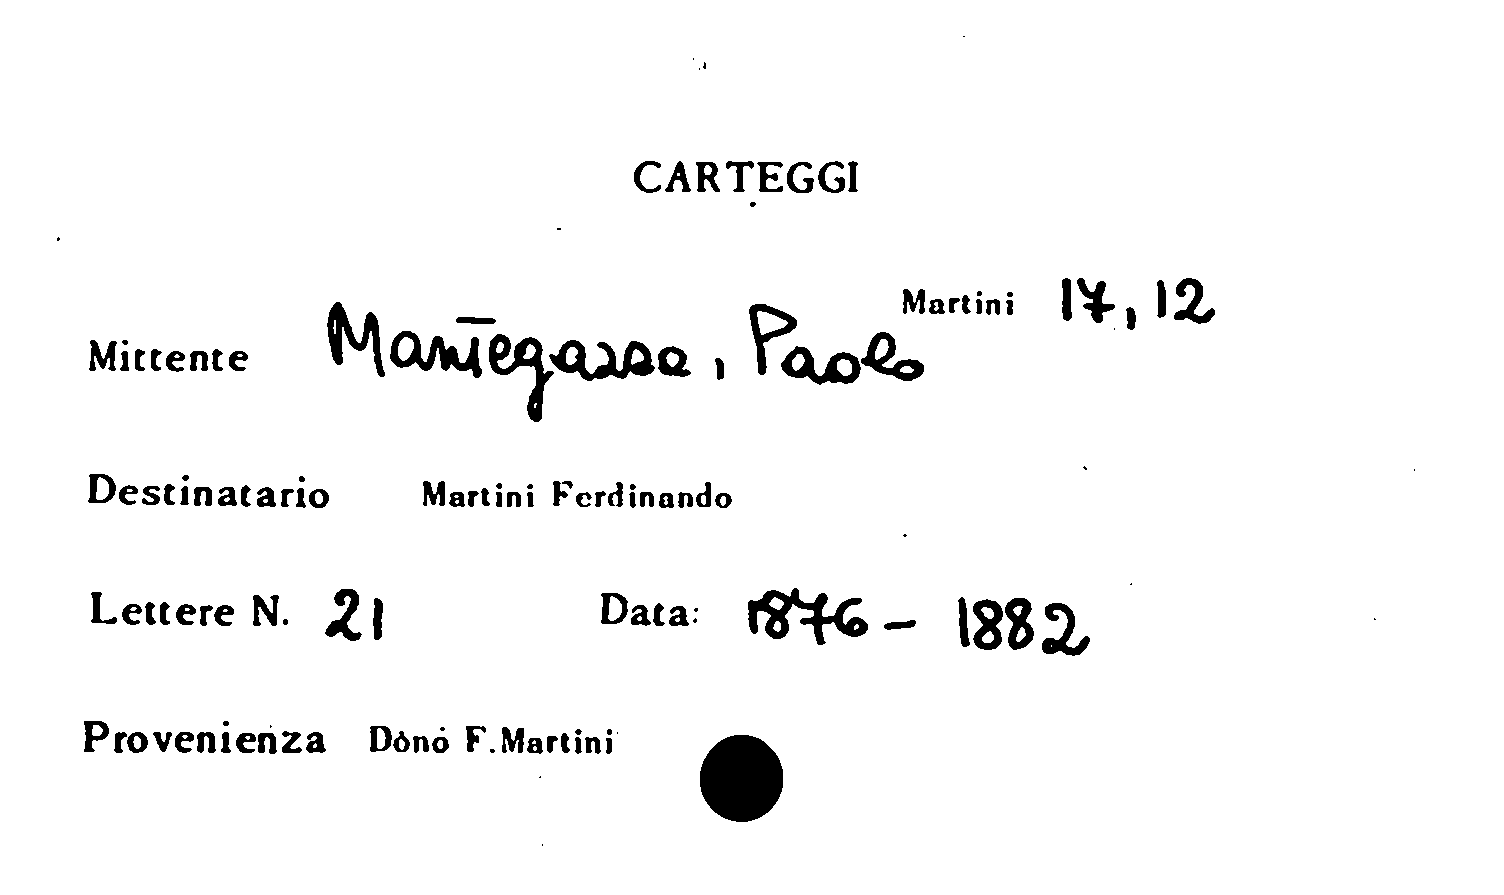 CARTEGGI
Martini 17,12
Mittente Mantegazza, Paolo
Destinatario Martini Ferdinando
Lettere N. 21 Data: 1876 - 1882
Provenienza Dono F. Martini